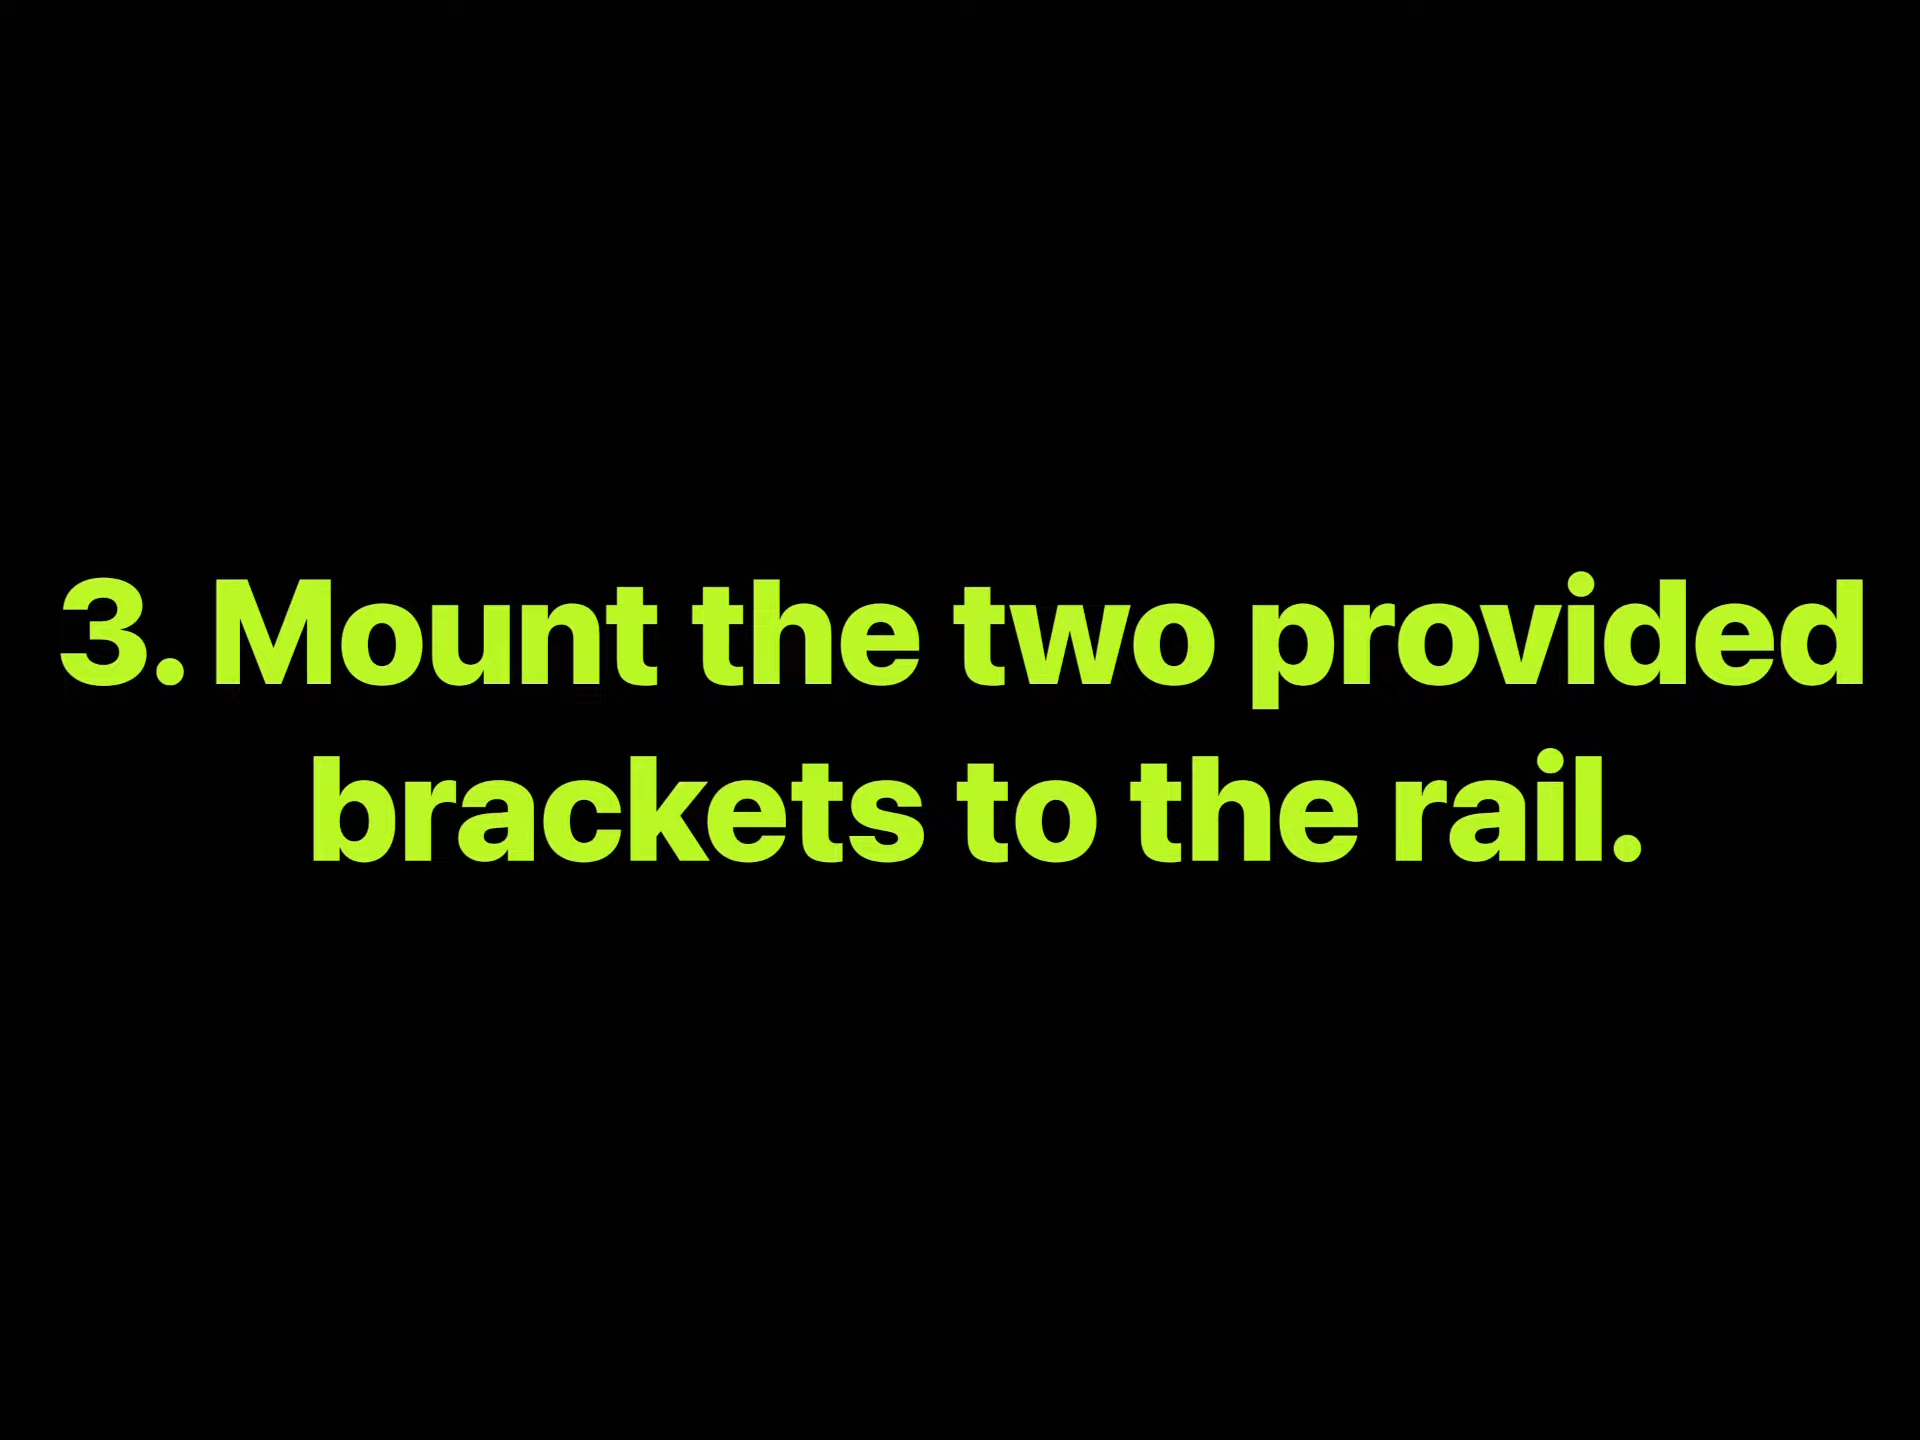 3. Mount the two provided
brackets to the rail.